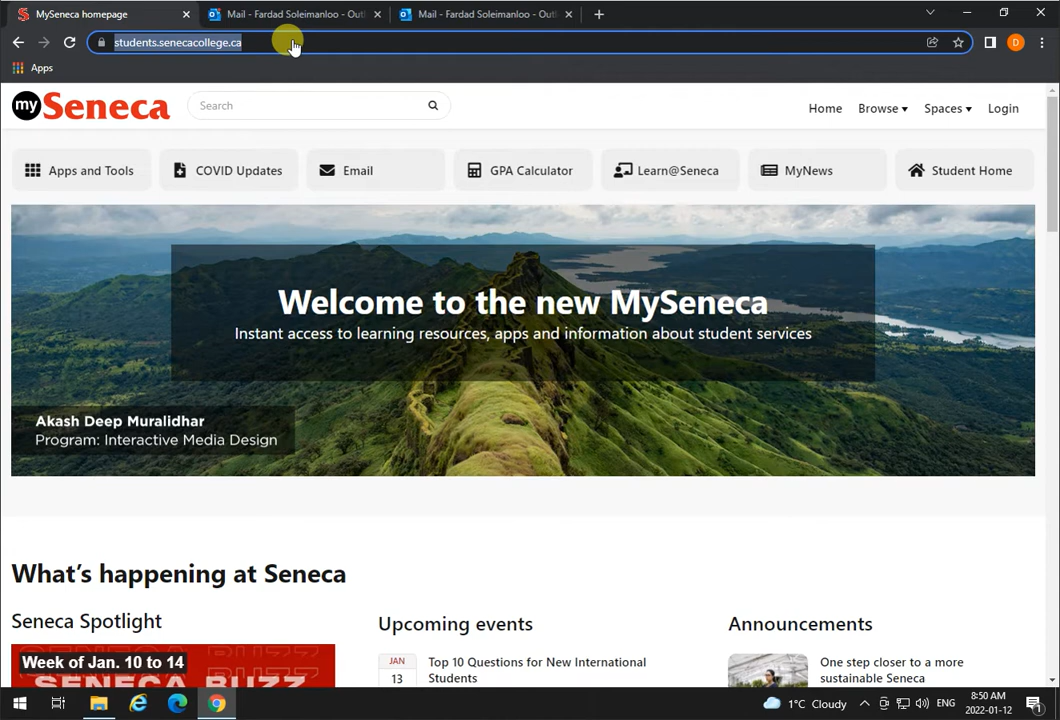 MySeneca homepage
Mail - Fardad Soleimanloo - Outl
Mail - Fardad Soleimanloo - Outl
students.senecacollege.ca
D
Apps
my Seneca
Search
Home
Browse
Spaces
Login
Apps and Tools
COVID Updates
Email
GPA Calculator
Learn@Seneca
MyNews
Student Home
Welcome to the new MySeneca
Instant access to learning resources, apps and information about student services
Akash Deep Muralidhar
Program: Interactive Media Design
What's happening at Seneca
Seneca Spotlight
Week of Jan. 10 to 14
SENECA BUZZ
Upcoming events
JAN
13
Top 10 Questions for New International
Students
Announcements
One step closer to a more
sustainable Seneca
1°C Cloudy
ENG
8:50 AM
2022-01-12
1